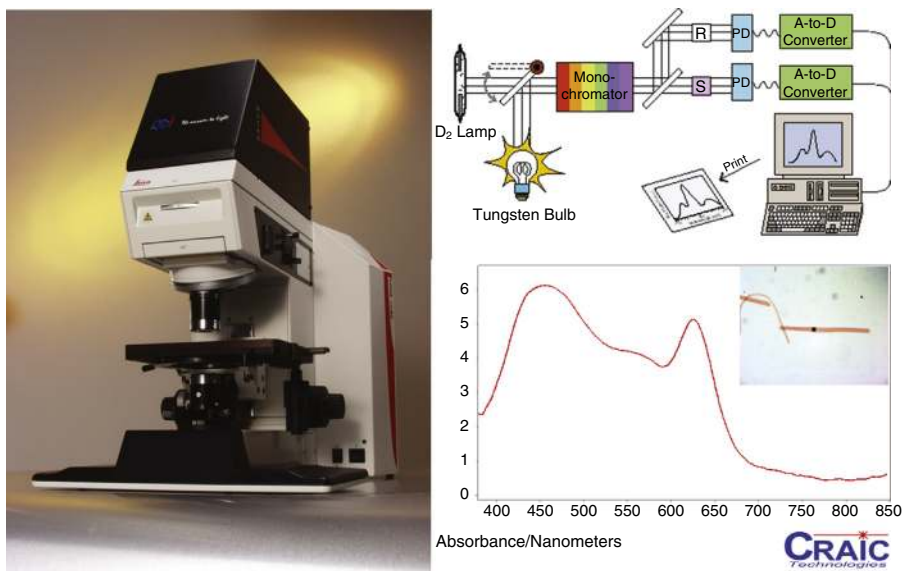 Leica
R
PD
A-to-D
Converter
Mono-
chromator
S
PD
A-to-D
Converter
D₂ Lamp
Tungsten Bulb
Print
6
5
4
3
2
1
0
400
450
500
550
600
650
700
750
800
850
Absorbance/Nanometers
CRAIC
Technologies